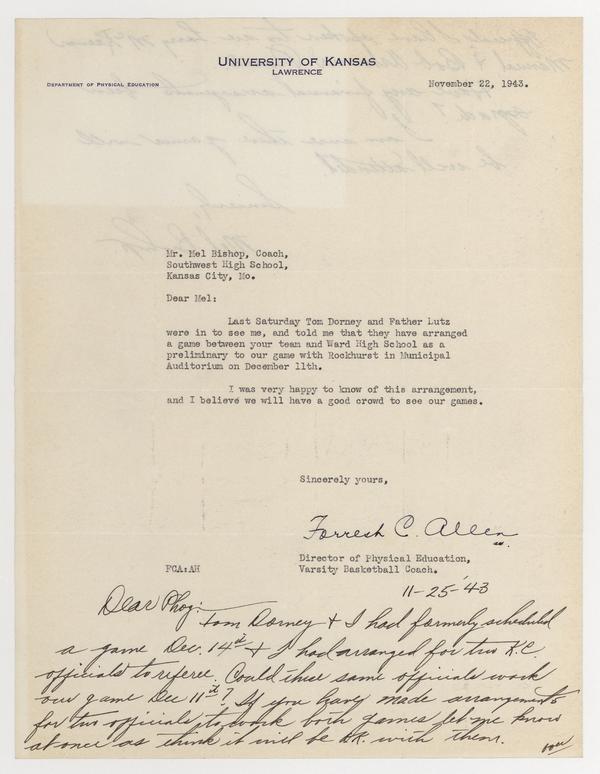 UNIVERSITY OF KANSAS
LAWRENCE
DEPARTMENT OF PHYSICAL EDUCATION
November 22, 1943.
Mr. Mel Bishop, Coach,
Southwest High School,
Kansas City, Mo.
Dear Mel:
Last Saturday Tom Dorney and Father Lutz
were in to see me, and told me that they have arranged
a game between your team and Ward High School as a
preliminary to our game with Rockhurst in Municipal
Auditorium on December 11th.
I was very happy to know of this arrangement,
and I believe we will have a good crowd to see our games.
Sincerely yours,
Forrest C. Allen
Director of Physical Education,
Varsity Basketball Coach.
FCA:AH
11-25-'43
Dear Phog:
Tom Dorney & I had formerly scheduled
a game Dec. 14th & I had arranged for two K.C.
officials to referee. Could these same officials work
our game Dec 11th? If you have made arrangements
for two officials to work both games let me know
at once as think it will be O.K. with them.